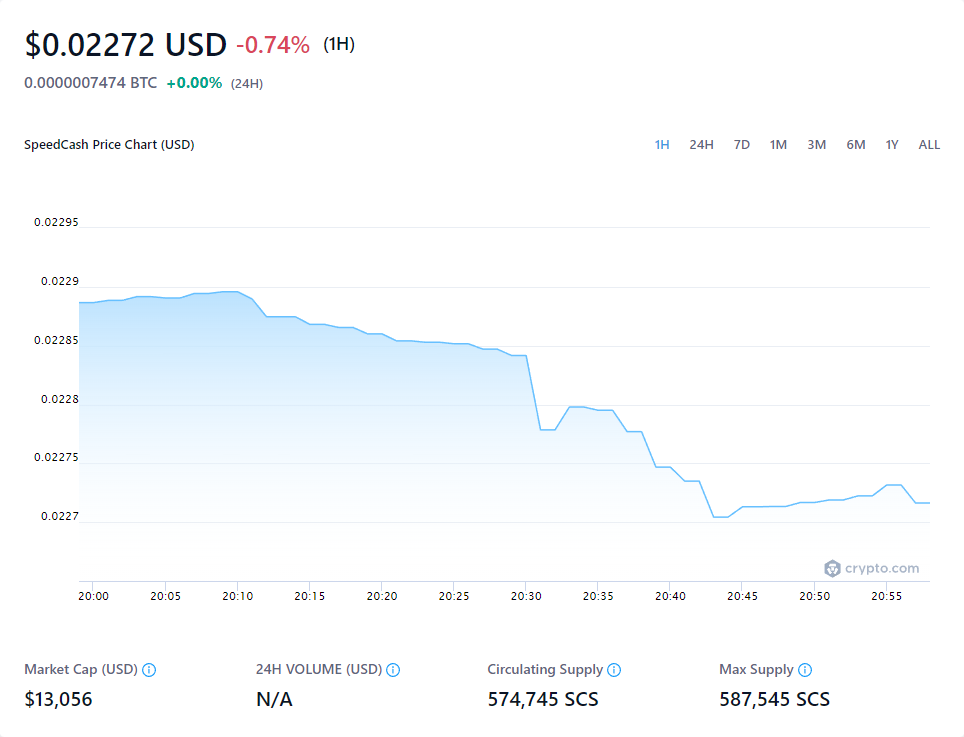 $0.02272 USD -0.74% (1H)
0.0000007474 BTC +0.00% (24H)
SpeedCash Price Chart (USD) 1H 24H 7D 1M 3M 6M 1Y ALL
0.02295
0.0229
0.02285
0.0228
0.02275
0.0227
crypto.com
20:00 20:05 20:10 20:15 20:20 20:25 20:30 20:35 20:40 20:45 20:50 20:55
Market Cap (USD) 24H VOLUME (USD) Circulating Supply Max Supply
$13,056 N/A 574,745 SCS 587,545 SCS